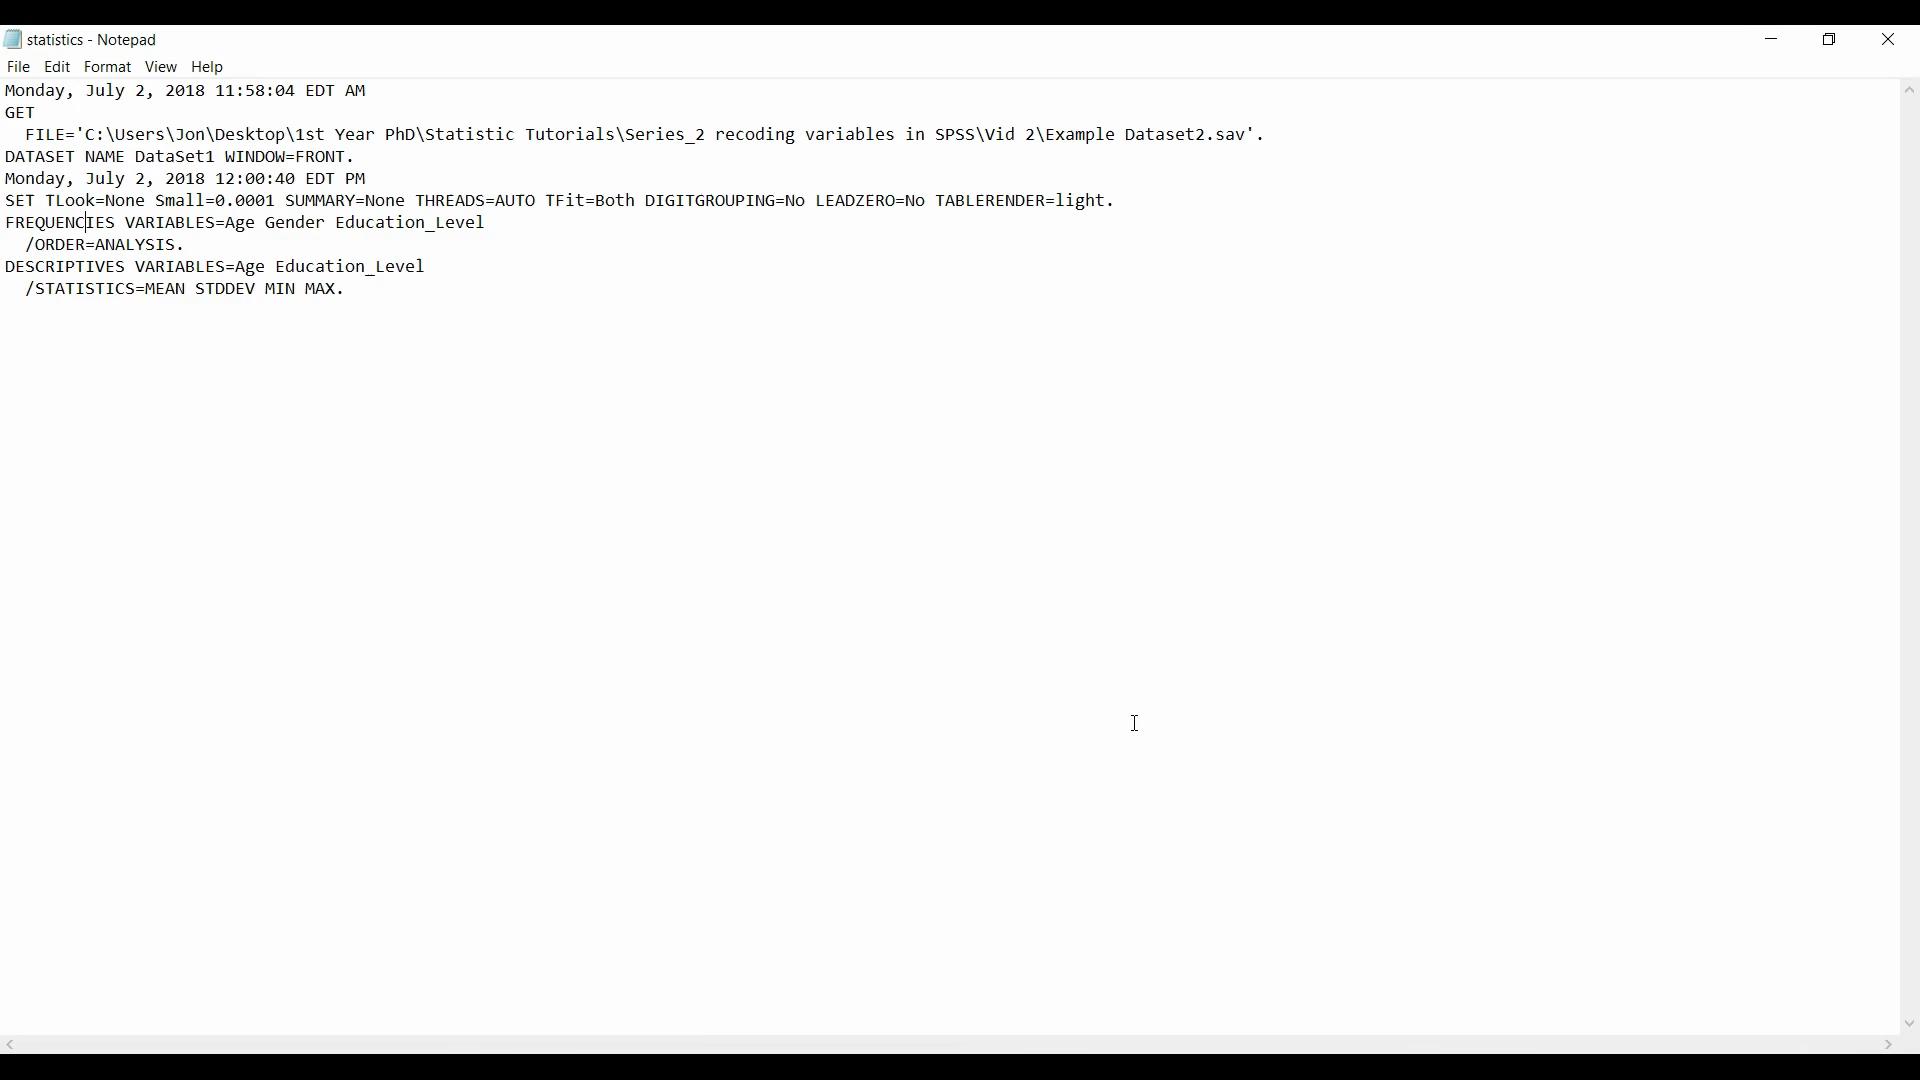 statistics - Notepad
File Edit Format View Help
Monday, July 2, 2018 11:58:04 EDT AM
GET
  FILE='C:\Users\Jon\Desktop\1st Year PhD\Statistic Tutorials\Series_2 recoding variables in SPSS\Vid 2\Example Dataset2.sav'.
DATASET NAME DataSet1 WINDOW=FRONT.
Monday, July 2, 2018 12:00:40 EDT PM
SET TLook=None Small=0.0001 SUMMARY=None THREADS=AUTO TFit=Both DIGITGROUPING=No LEADZERO=No TABLERENDER=light.
FREQUENCIES VARIABLES=Age Gender Education_Level
  /ORDER=ANALYSIS.
DESCRIPTIVES VARIABLES=Age Education_Level
  /STATISTICS=MEAN STDDEV MIN MAX.